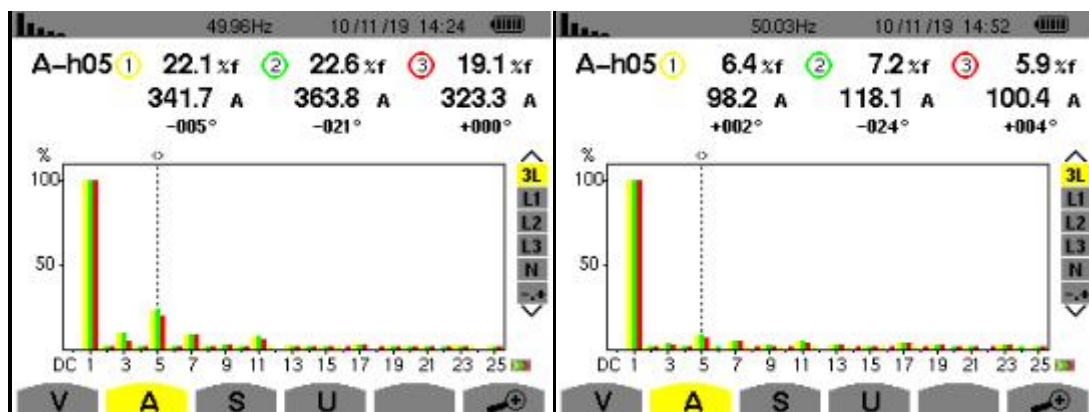 49.96Hz 10/11/19 14:24
A-h05 1 22.1 %f 2 22.6 %f 3 19.1 %f
341.7 A 363.8 A 323.3 A
-005° -021° +000°
%
100
50
DC 1 3 5 7 9 11 13 15 17 19 21 23 25
3L
L1
L2
L3
N
-.+
V A S U
50.03Hz 10/11/19 14:52
A-h05 1 6.4 %f 2 7.2 %f 3 5.9 %f
98.2 A 118.1 A 100.4 A
+002° -024° +004°
%
100
50
DC 1 3 5 7 9 11 13 15 17 19 21 23 25
3L
L1
L2
L3
N
-.+
V A S U